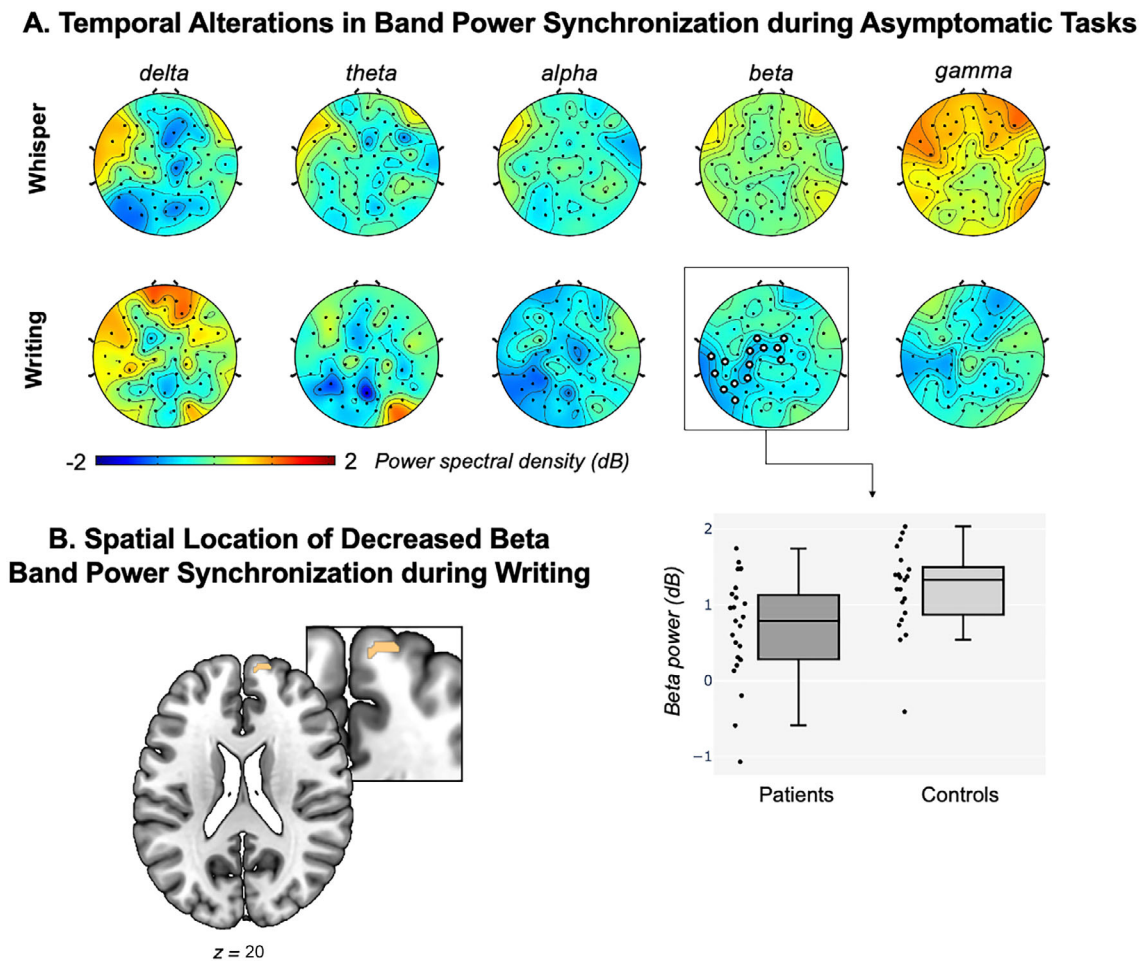 A. Temporal Alterations in Band Power Synchronization during Asymptomatic Tasks
delta theta alpha beta gamma
Whisper
Writing
-2 2 Power spectral density (dB)
B. Spatial Location of Decreased Beta
Band Power Synchronization during Writing
z = 20
Beta power (dB)
2
1
0
−1
Patients Controls